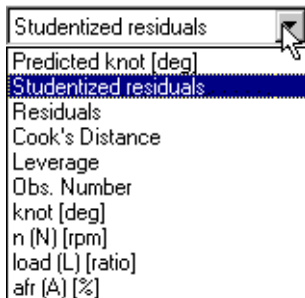 Studentized residuals
Predicted knot [deg]
Studentized residuals
Residuals
Cook's Distance
Leverage
Obs. Number
knot [deg]
n (N) [rpm]
load (L) [ratio]
afr (A) [%]